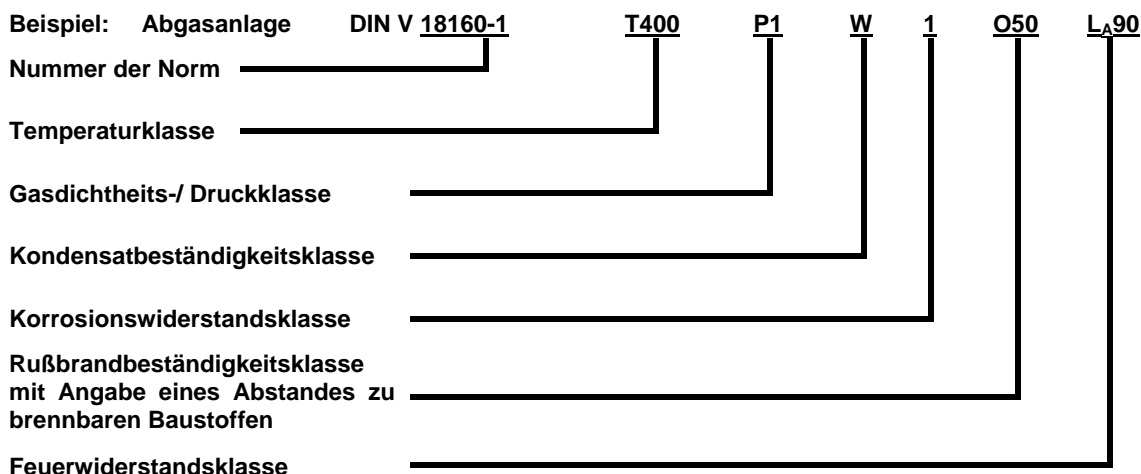 Beispiel: Abgasanlage DIN V 18160-1 T400 P1 W 1 O50 LA90
Nummer der Norm
Temperaturklasse
Gasdichtheits-/ Druckklasse
Kondensatbeständigkeitsklasse
Korrosionswiderstandsklasse
Rußbrandbeständigkeitsklasse
mit Angabe eines Abstandes zu
brennbaren Baustoffen
Feuerwiderstandsklasse